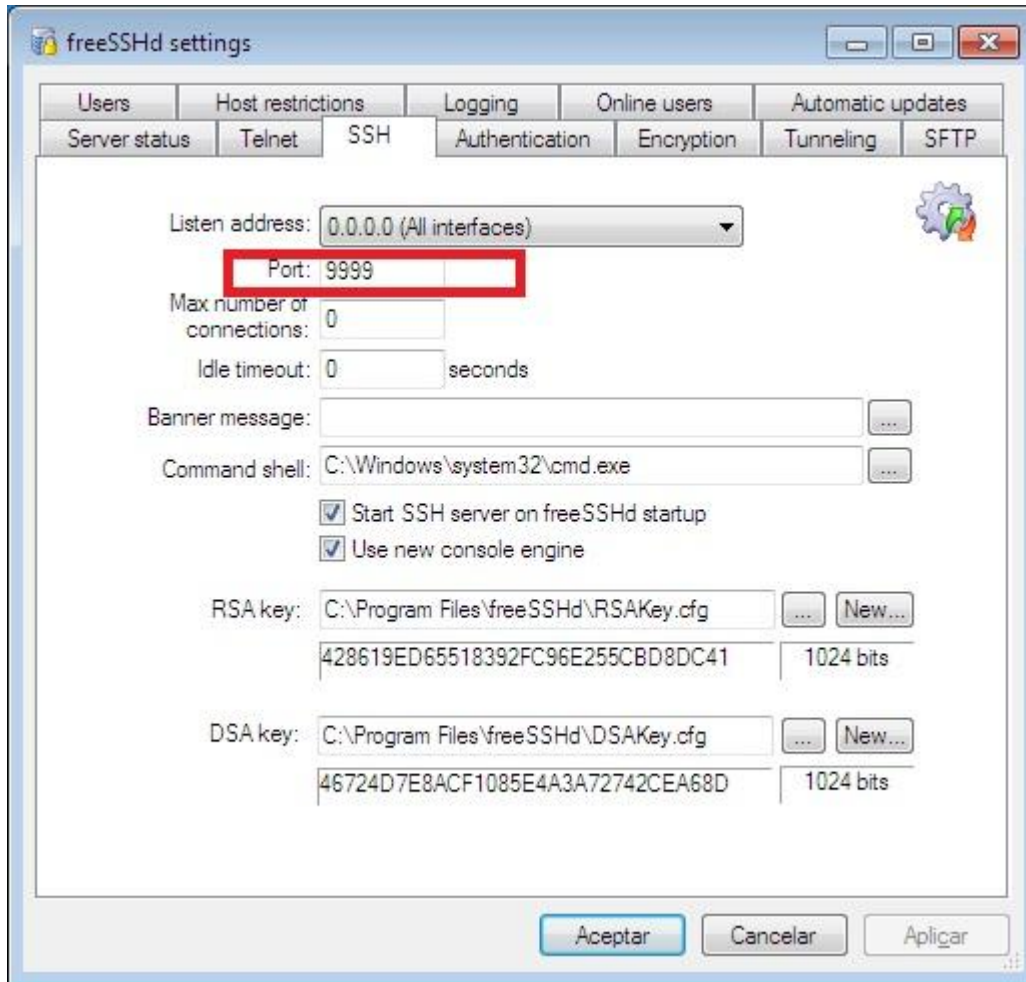 freeSSHd settings
Users Host restrictions Logging Online users Automatic updates
Server status Telnet SSH Authentication Encryption Tunneling SFTP
Listen address: 0.0.0.0 (All interfaces)
Port: 9999
Max number of
connections: 0
Idle timeout: 0 seconds
Banner message: ...
Command shell: C:\Windows\system32\cmd.exe ...
Start SSH server on freeSSHd startup
Use new console engine
RSA key: C:\Program Files\freeSSHd\RSAKey.cfg ... New...
428619ED65518392FC96E255CBD8DC41 1024 bits
DSA key: C:\Program Files\freeSSHd\DSAKey.cfg ... New...
46724D7E8ACF1085E4A3A72742CEA68D 1024 bits
Aceptar Cancelar Aplicar